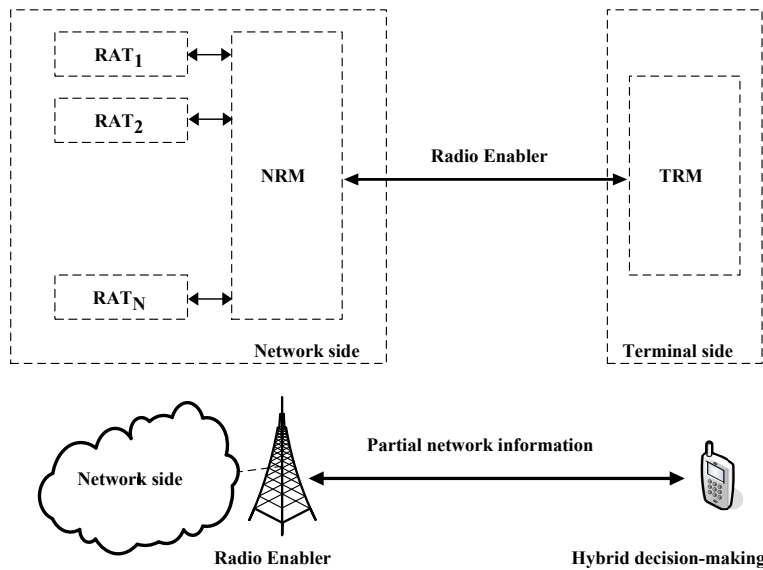 RAT1
RAT2
NRM
Radio Enabler
TRM
RATN
Network side
Terminal side
Partial network information
Network side
Radio Enabler
Hybrid decision-making